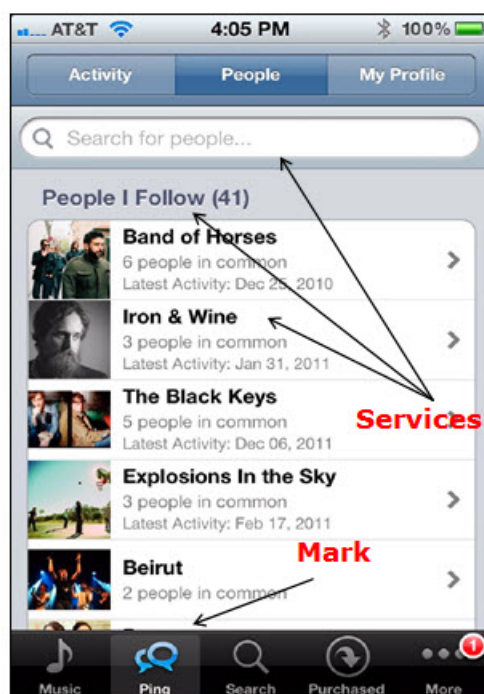 AT&T 4:05 PM 100%
Activity People My Profile
Search for people...
People I Follow (41)
Band of Horses
6 people in common
Latest Activity: Dec 25, 2010
Iron & Wine
3 people in common
Latest Activity: Jan 31, 2011
The Black Keys
5 people in common
Services
Latest Activity: Dec 06, 2011
Explosions In the Sky
3 people in common
Latest Activity: Feb 17, 2011
Mark
Beirut
2 people in common
1
Music Ping Search Purchased More